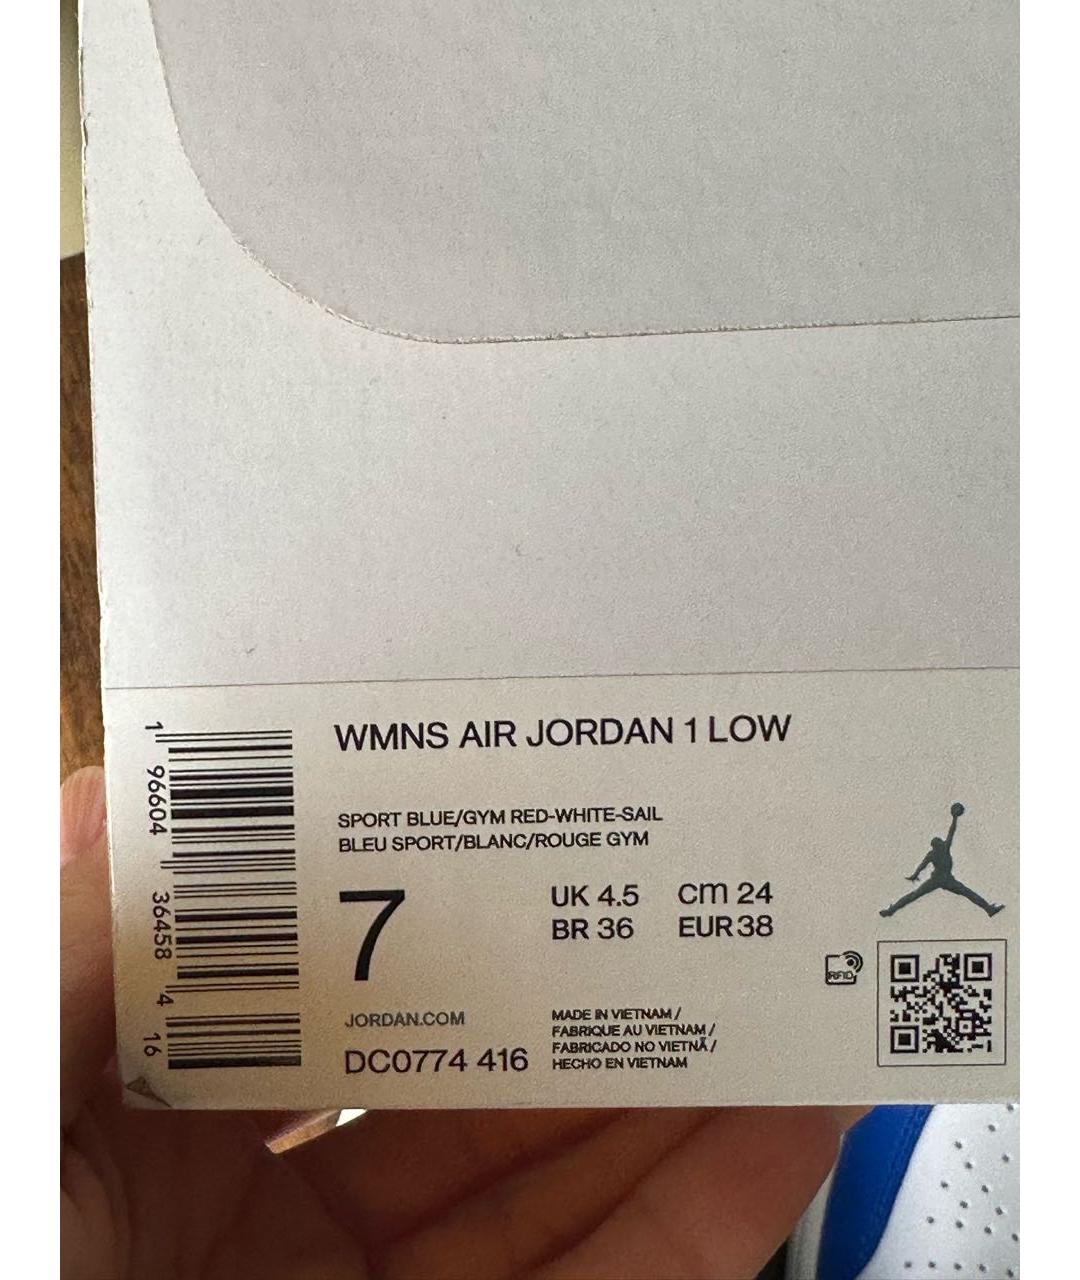 WMNS AIR JORDAN 1 LOW
SPORT BLUE/GYM RED-WHITE-SAIL
BLEU SPORT/BLANC/ROUGE GYM
7
UK 4.5 cm 24
BR 36 EUR 38
JORDAN.COM
DC0774 416
MADE IN VIETNAM /
FABRIQUE AU VIETNAM /
FABRICADO NO VIETNÃ /
HECHO EN VIETNAM
RFID
1 96604 36458 4 16